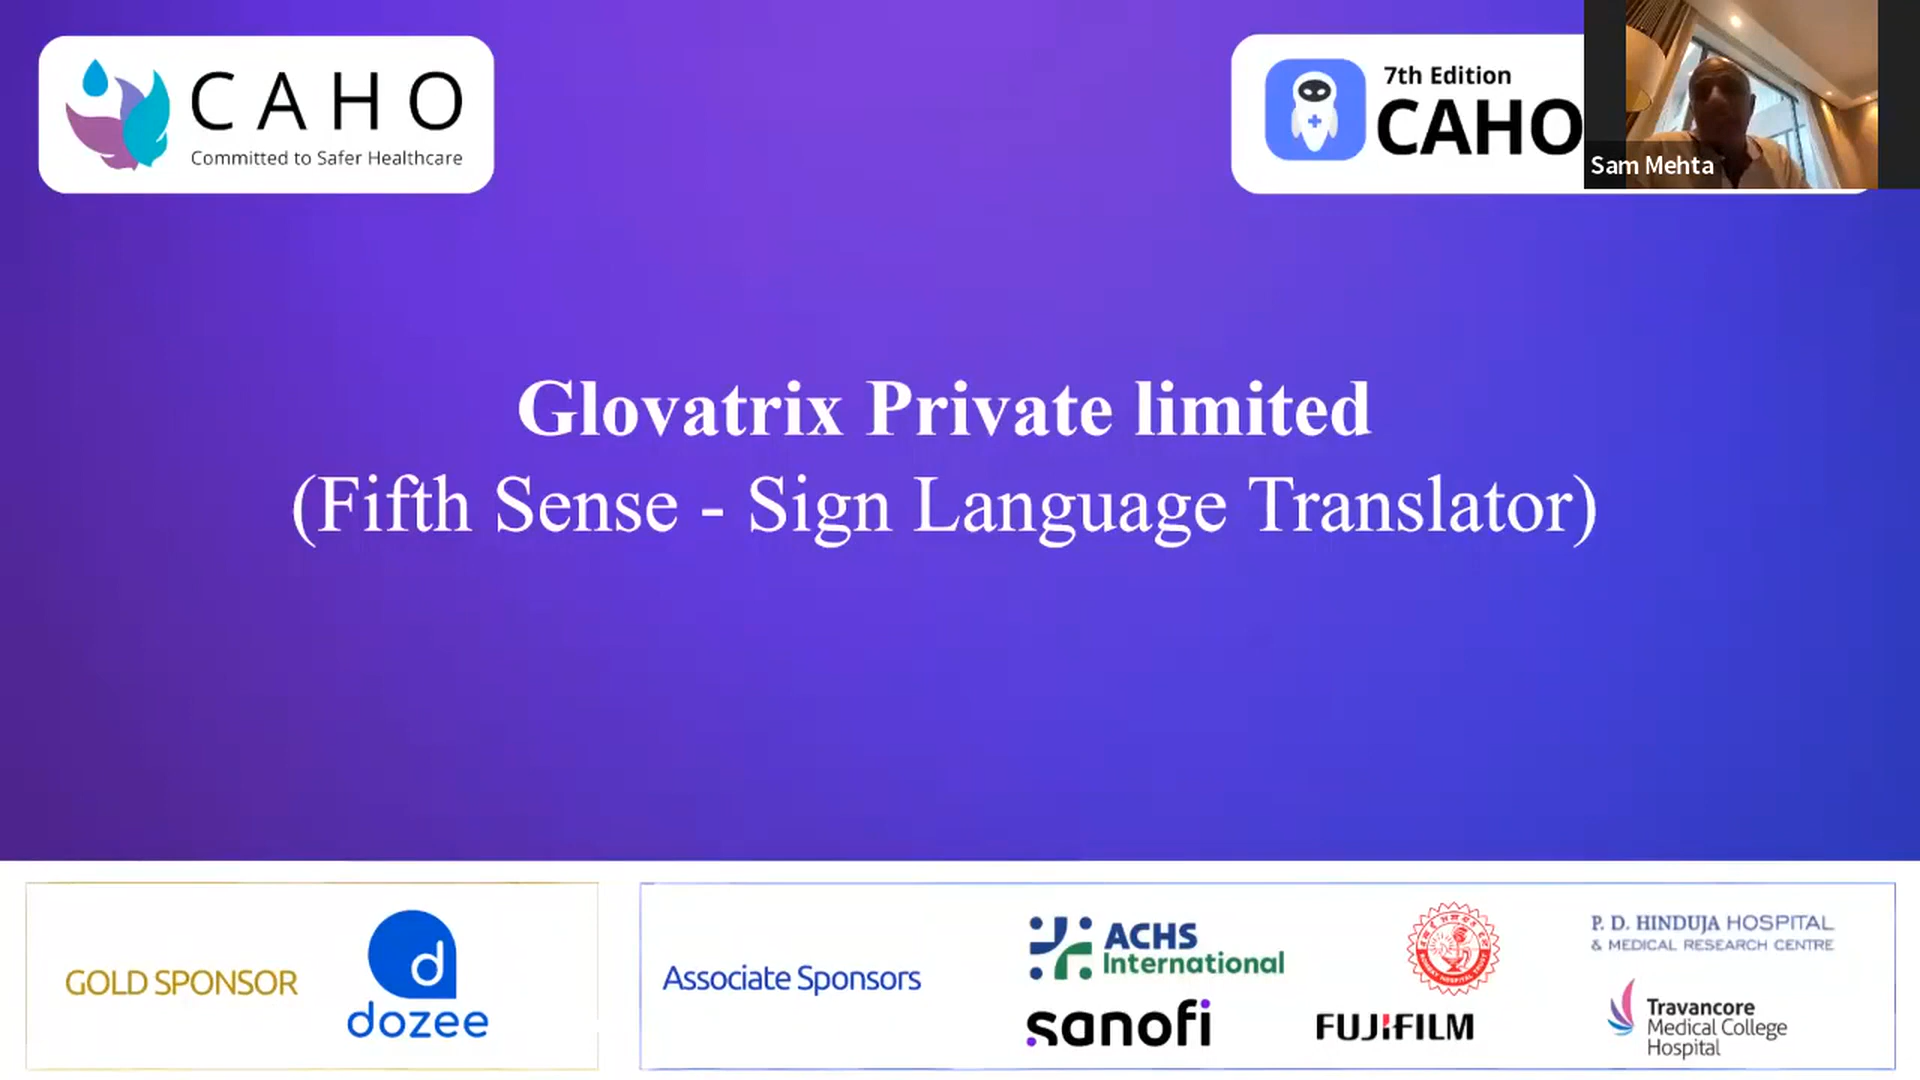 CAHO
Committed to Safer Healthcare
7th Edition
CAHO
Sam Mehta
Glovatrix Private limited
(Fifth Sense - Sign Language Translator)
GOLD SPONSOR
d
dozee
Associate Sponsors
ACHS
International
sanofi
FUJIFILM
P. D. HINDUJA HOSPITAL
& MEDICAL RESEARCH CENTRE
Travancore
Medical College
Hospital